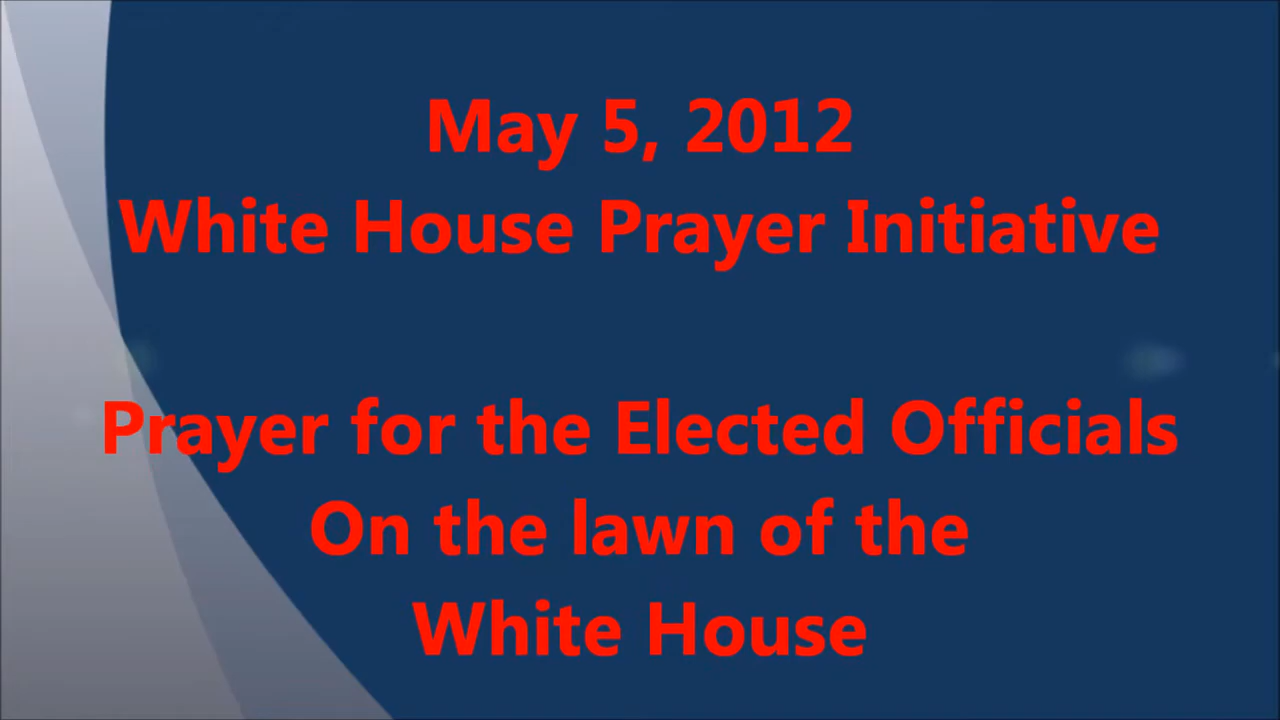 May 5, 2012
White House Prayer Initiative
Prayer for the Elected Officials
On the lawn of the
White House